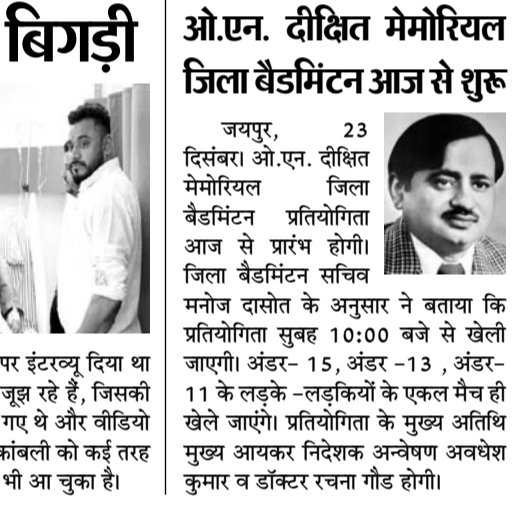 बिगड़ी
पर इंटरव्यू दिया था
जूझ रहे हैं, जिसकी
गए थे और वीडियो
कांबली को कई तरह
भी आ चुका है।
ओ.एन. दीक्षित मेमोरियल
जिला बैडमिंटन आज से शुरू
जयपुर, 23
दिसंबर। ओ.एन. दीक्षित
मेमोरियल जिला
बैडमिंटन प्रतियोगिता
आज से प्रारंभ होगी।
जिला बैडमिंटन सचिव
मनोज दासोत के अनुसार ने बताया कि
प्रतियोगिता सुबह 10:00 बजे से खेली
जाएगी। अंडर- 15, अंडर -13 , अंडर-
11 के लड़के -लड़कियों के एकल मैच ही
खेले जाएंगे। प्रतियोगिता के मुख्य अतिथि
मुख्य आयकर निदेशक अन्वेषण अवधेश
कुमार व डॉक्टर रचना गौड होगी।